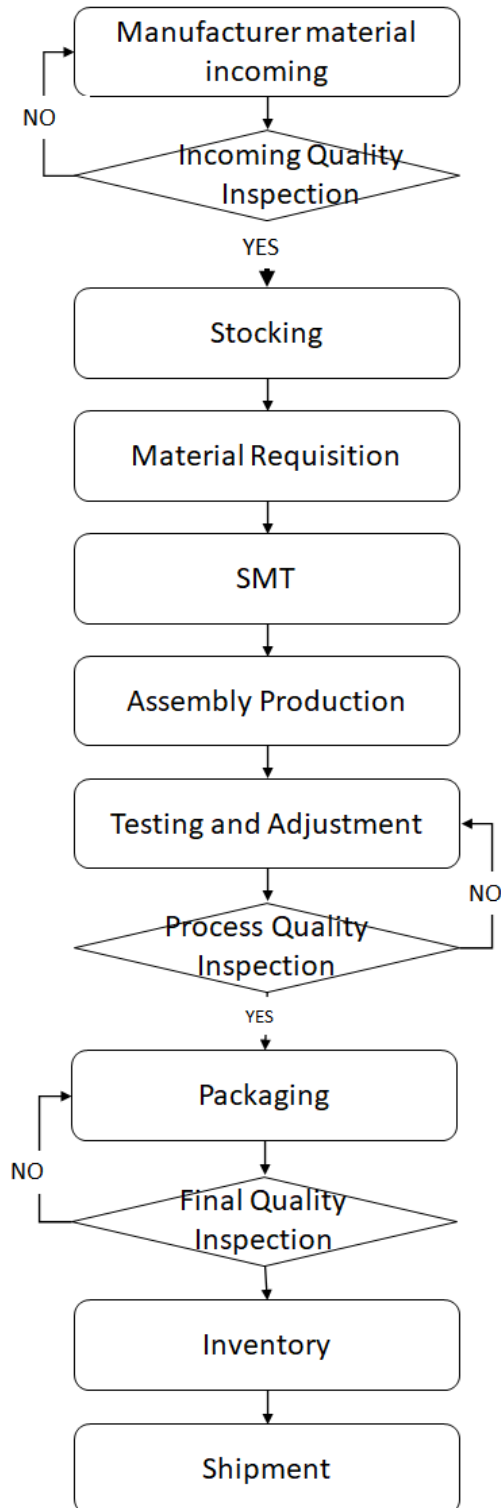 Manufacturer material
incoming
NO
Incoming Quality
Inspection
YES
Stocking
Material Requisition
SMT
Assembly Production
Testing and Adjustment
NO
Process Quality
Inspection
YES
Packaging
NO
Final Quality
Inspection
Inventory
Shipment